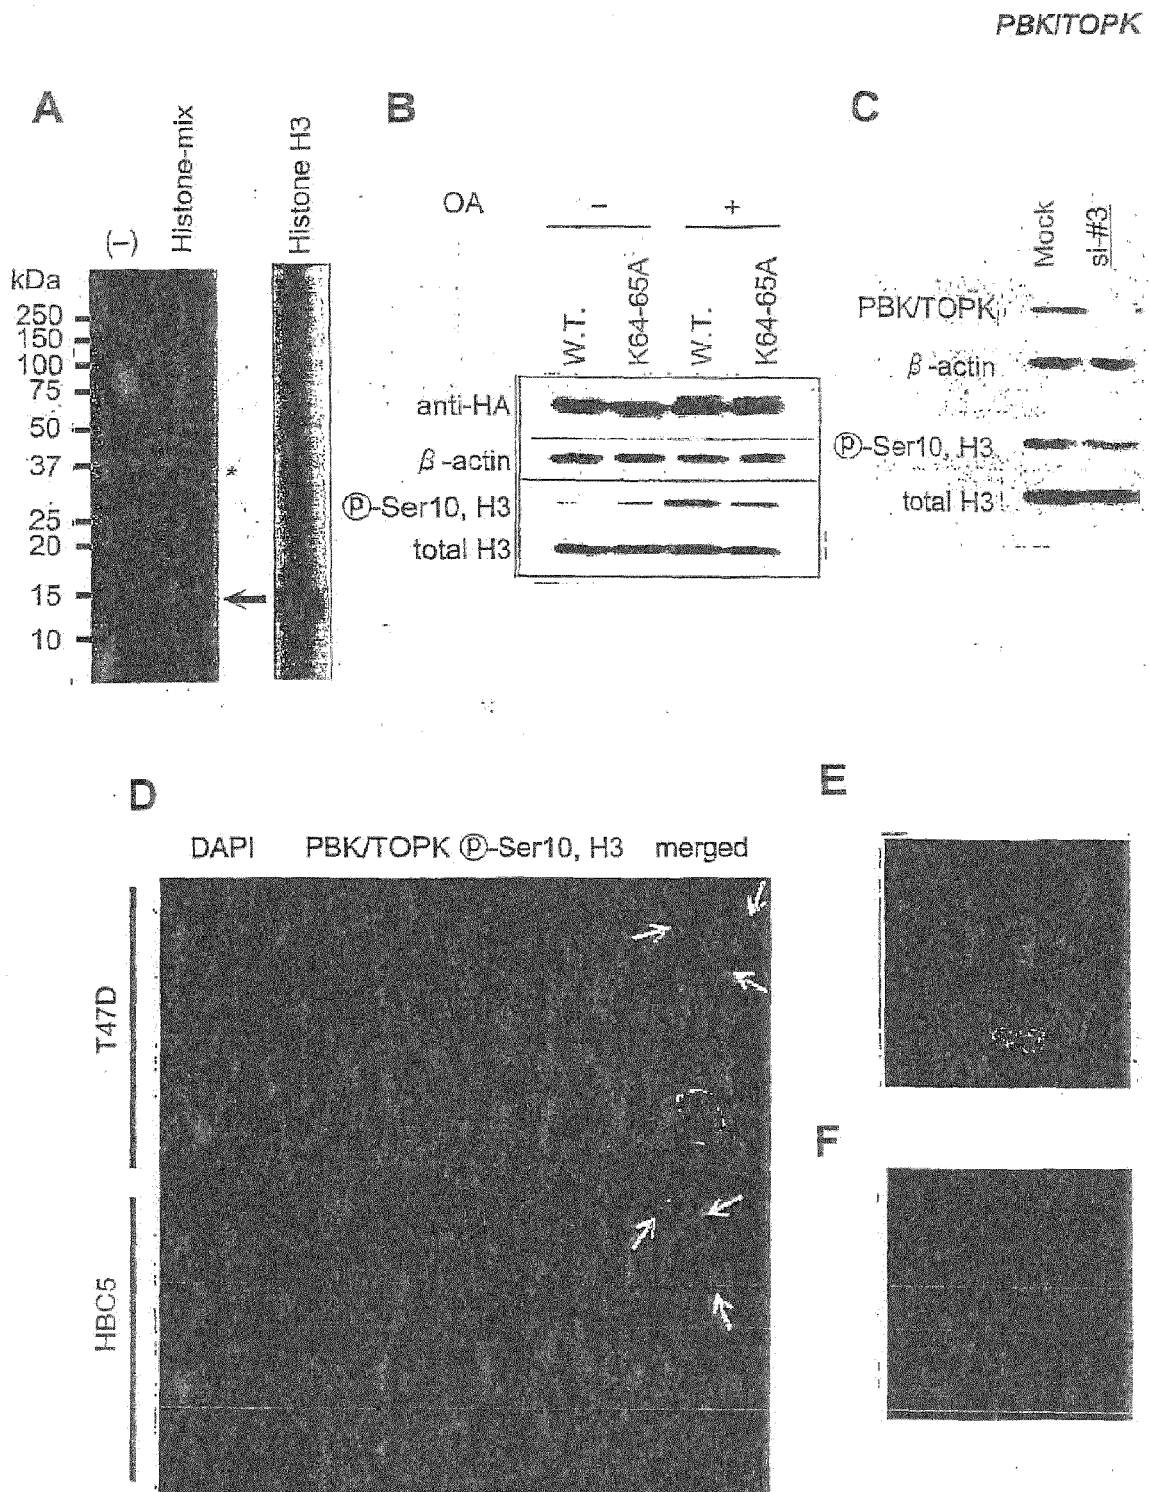 PBK/TOPK
A
B
C
(-)
Histone-mix
Histone H3
kDa
250
150
100
75
50
37
25
20
15
10
*
OA
-
+
W.T.
K64-65A
W.T.
K64-65A
anti-HA
β-actin
ⓟ-Ser10, H3
total H3
Mock
si-#3
PBK/TOPK
β-actin
ⓟ-Ser10, H3
total H3
D
E
DAPI PBK/TOPK ⓟ-Ser10, H3 merged
T47D
HBC5
F